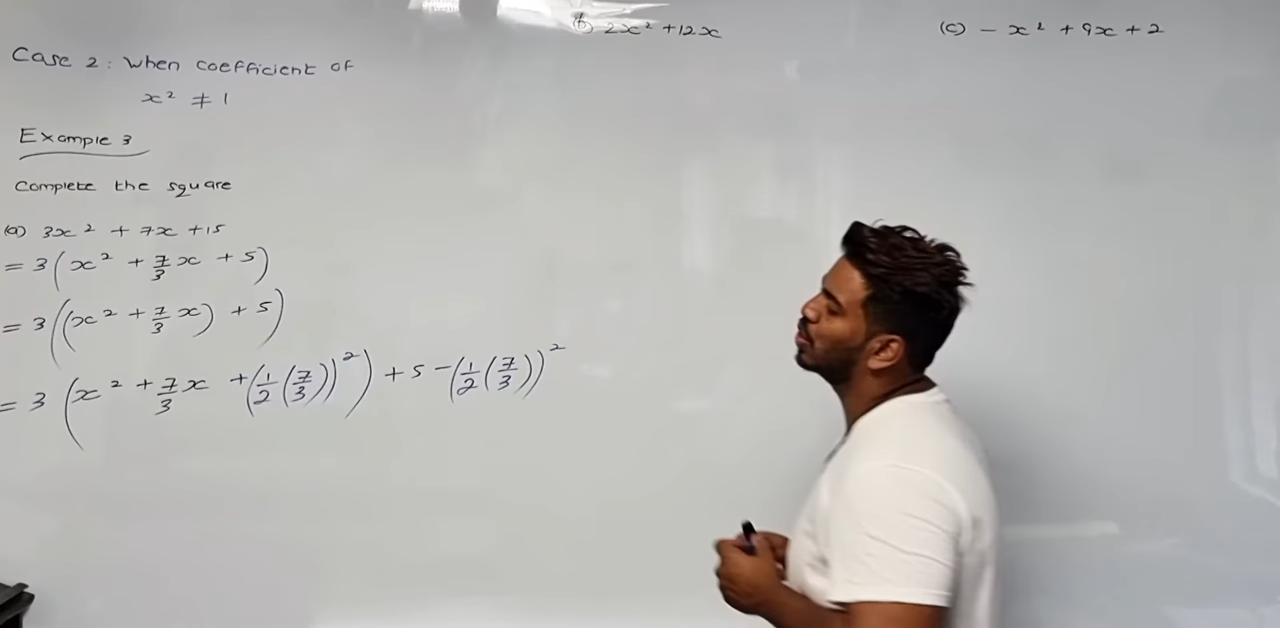 Case 2: When coefficient of
x² ≠ 1
Example 3
Complete the square
(a) 3x² + 7x + 15
= 3(x² + 7/3 x + 5)
= 3((x² + 7/3 x) + 5)
= 3 (x² + 7/3 x + (1/2 (7/3))²) + 5 - (1/2 (7/3))²
(b) 2x² + 12x
(c) - x² + 9x + 2